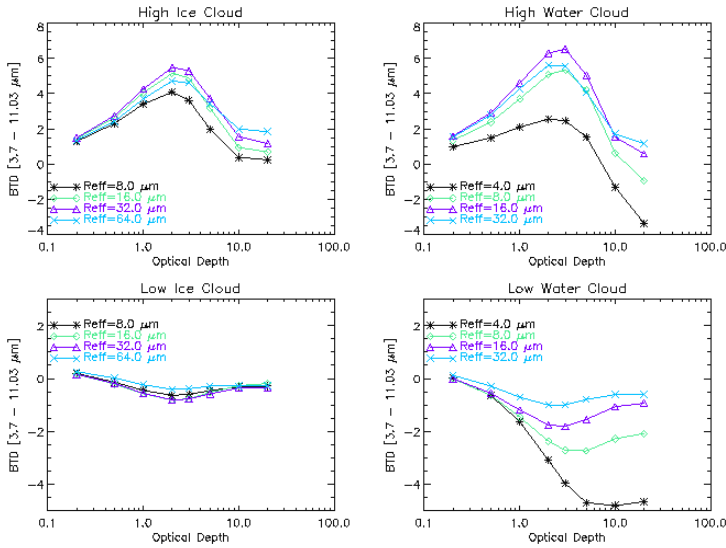 High Ice Cloud
8
6
4
2
0
-2
-4
BTD [3.7 - 11.03 μm]
Reff=8.0 μm
Reff=16.0 μm
Reff=32.0 μm
Reff=64.0 μm
0.1 1.0 10.0 100.0
Optical Depth
High Water Cloud
8
6
4
2
0
-2
-4
BTD [3.7 - 11.03 μm]
Reff=4.0 μm
Reff=8.0 μm
Reff=16.0 μm
Reff=32.0 μm
0.1 1.0 10.0 100.0
Optical Depth
Low Ice Cloud
2
0
-2
-4
BTD [3.7 - 11.03 μm]
Reff=8.0 μm
Reff=16.0 μm
Reff=32.0 μm
Reff=64.0 μm
0.1 1.0 10.0 100.0
Optical Depth
Low Water Cloud
2
0
-2
-4
BTD [3.7 - 11.03 μm]
Reff=4.0 μm
Reff=8.0 μm
Reff=16.0 μm
Reff=32.0 μm
0.1 1.0 10.0 100.0
Optical Depth